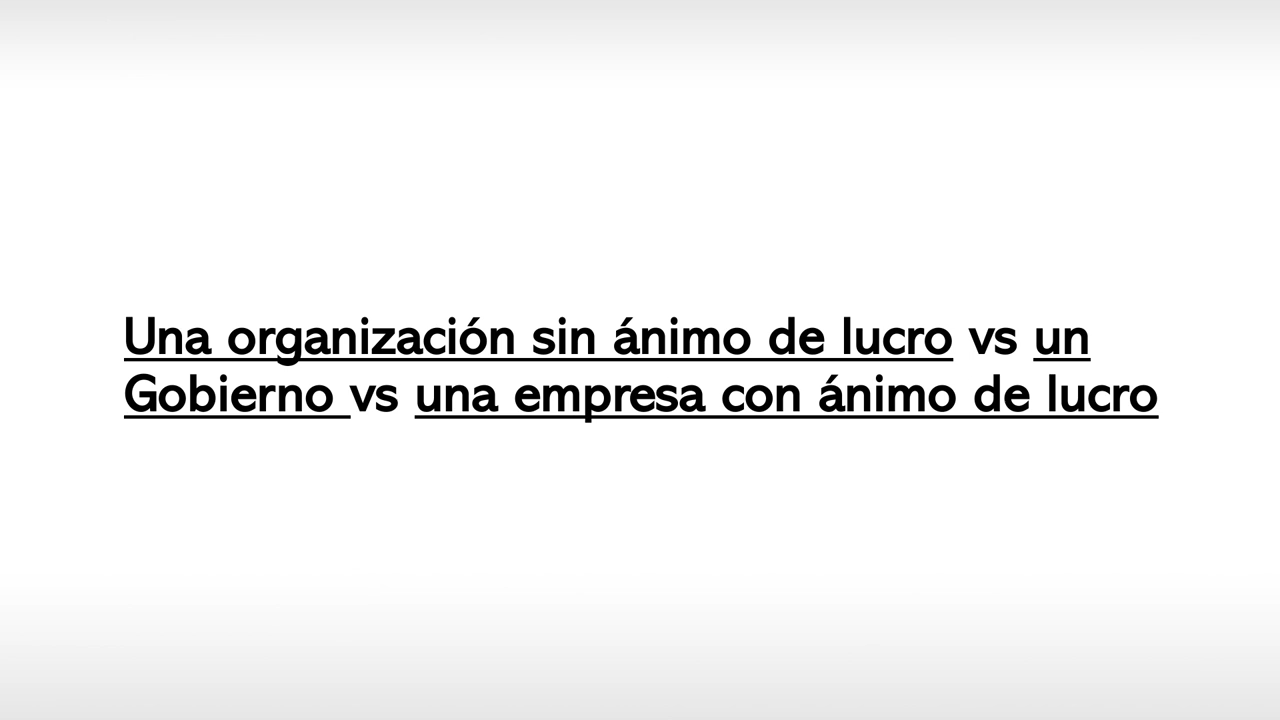 Una organización sin ánimo de lucro vs un
Gobierno vs una empresa con ánimo de lucro